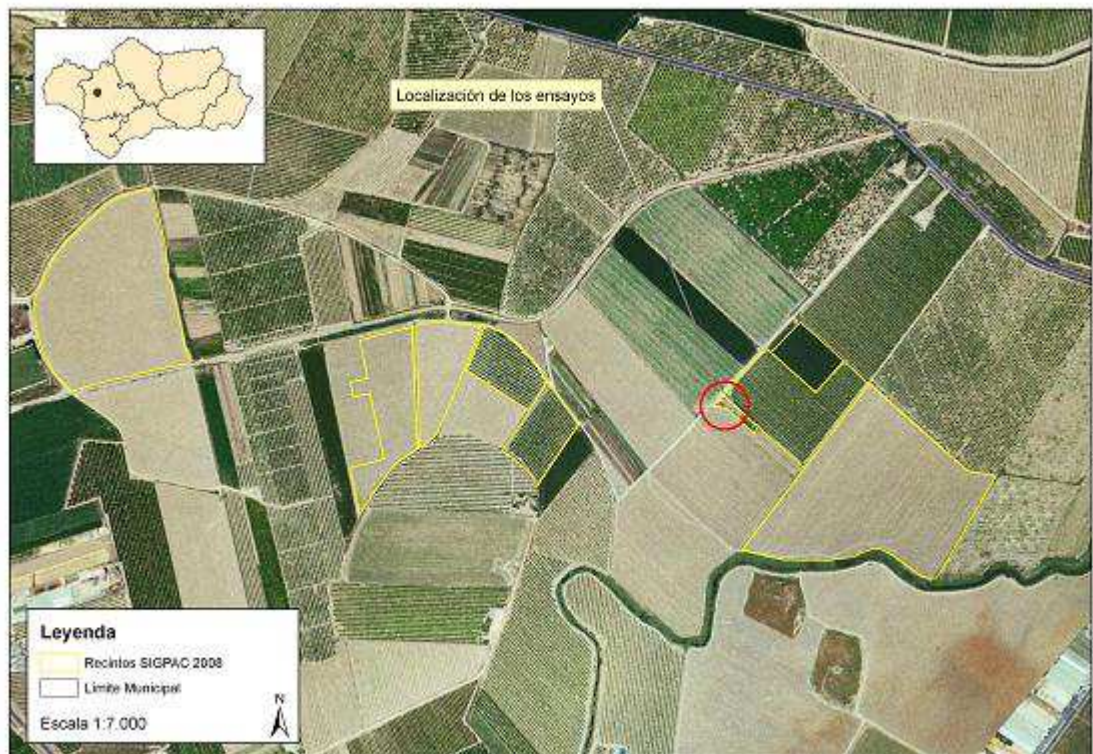 Localización de los ensayos
Leyenda
Recintos SIGPAC 2008
Límite Municipal
Escala 1:7.000
N